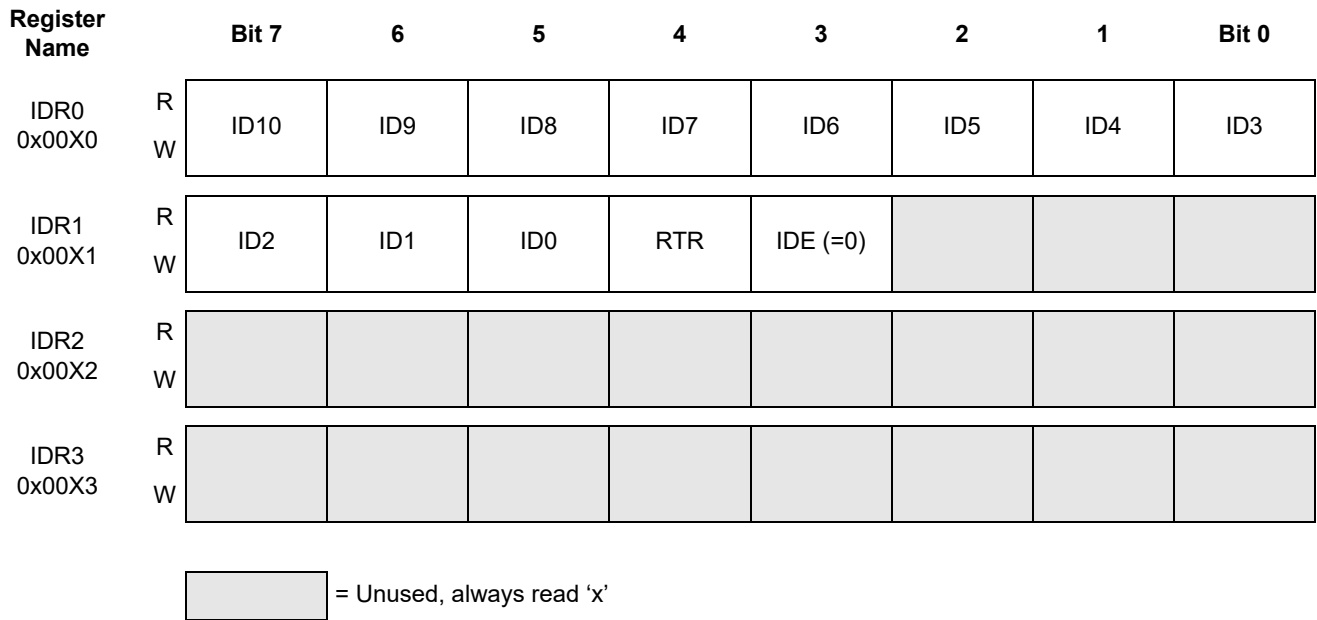 Register Name Bit 7 6 5 4 3 2 1 Bit 0
IDR0 0x00X0 R W ID10 ID9 ID8 ID7 ID6 ID5 ID4 ID3
IDR1 0x00X1 R W ID2 ID1 ID0 RTR IDE (=0)
IDR2 0x00X2 R W
IDR3 0x00X3 R W
= Unused, always read ‘x’